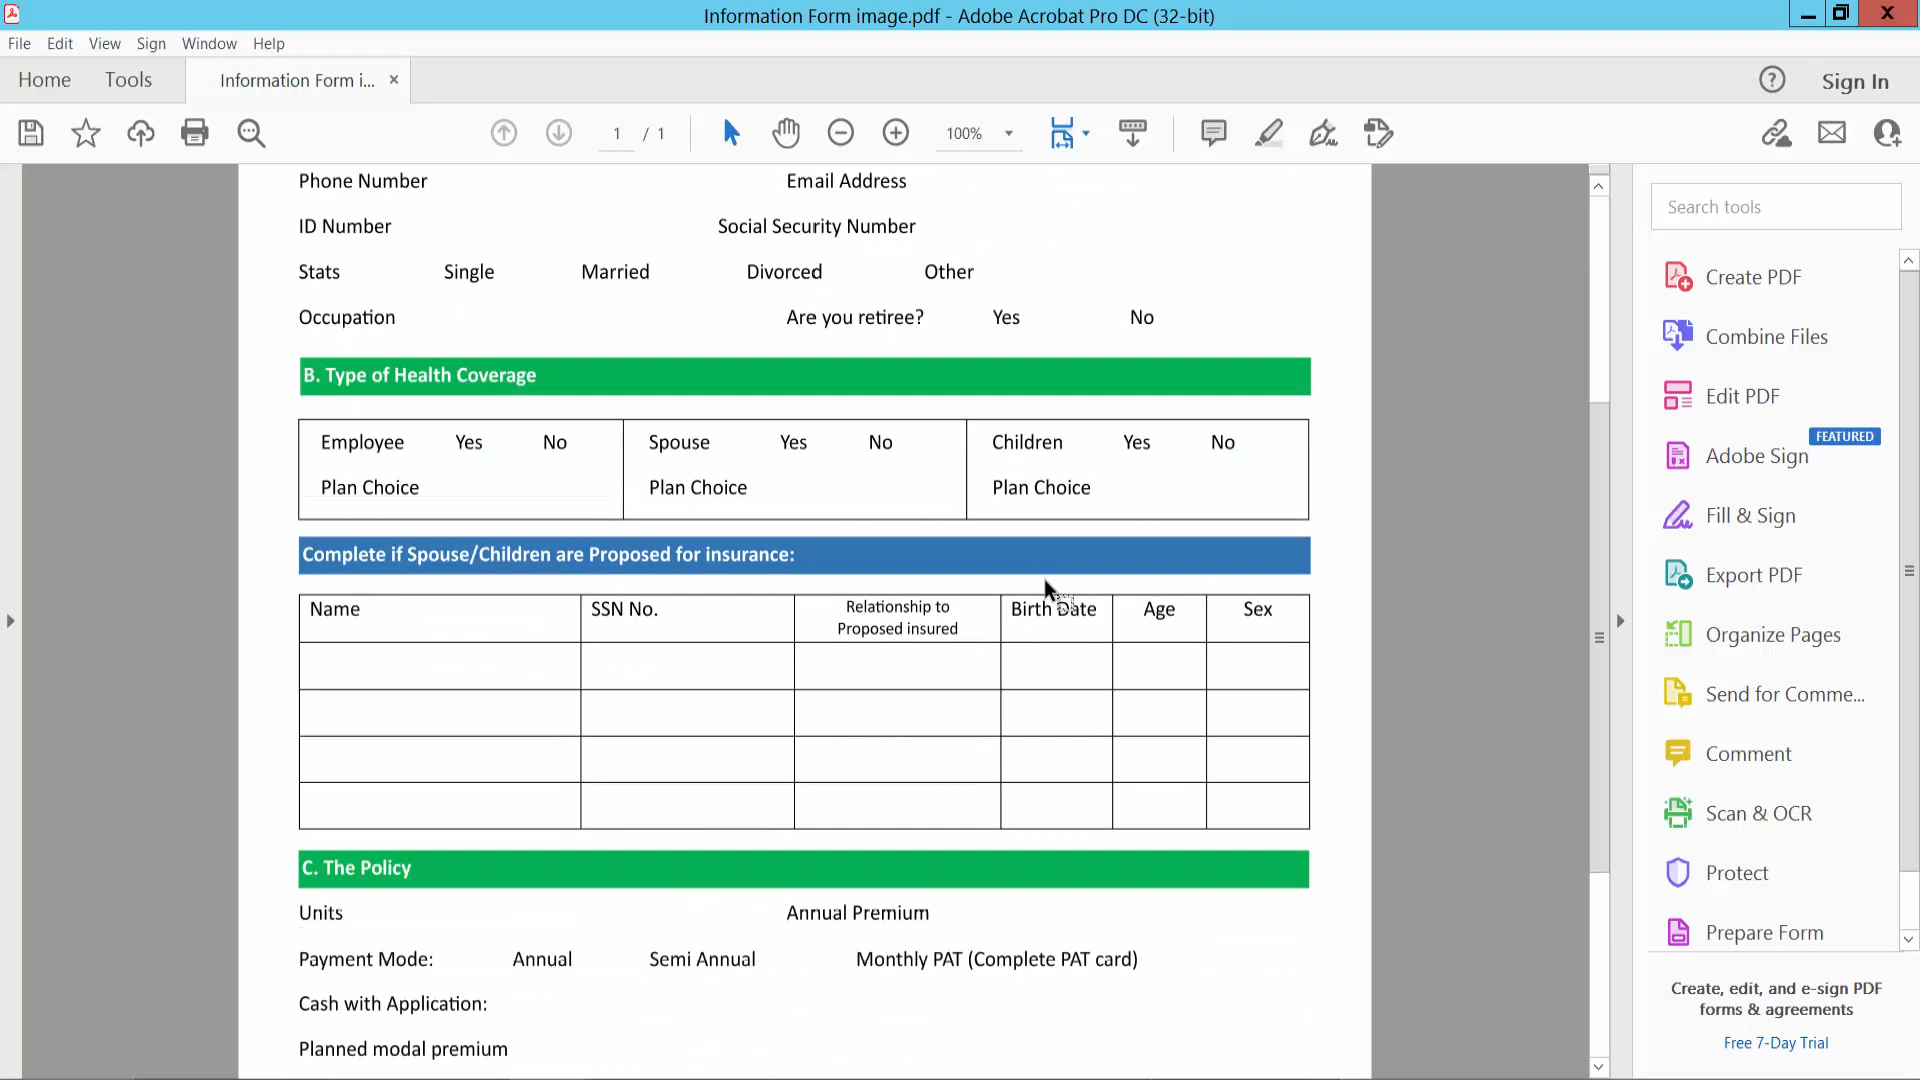 Information Form image.pdf - Adobe Acrobat Pro DC (32-bit)
File Edit View Sign Window Help
Home Tools Information Form i... × Sign In
1 / 1 100%
Search tools
Create PDF
Combine Files
Edit PDF
FEATURED
Adobe Sign
Fill & Sign
Export PDF
Organize Pages
Send for Comme...
Comment
Scan & OCR
Protect
Prepare Form
Create, edit, and e-sign PDF
forms & agreements
Free 7-Day Trial
Phone Number Email Address
ID Number Social Security Number
Stats Single Married Divorced Other
Occupation Are you retiree? Yes No
B. Type of Health Coverage
Employee Yes No Spouse Yes No Children Yes No
Plan Choice Plan Choice Plan Choice
Complete if Spouse/Children are Proposed for insurance:
Name SSN No. Relationship to Proposed insured Birth Date Age Sex
C. The Policy
Units Annual Premium
Payment Mode: Annual Semi Annual Monthly PAT (Complete PAT card)
Cash with Application:
Planned modal premium